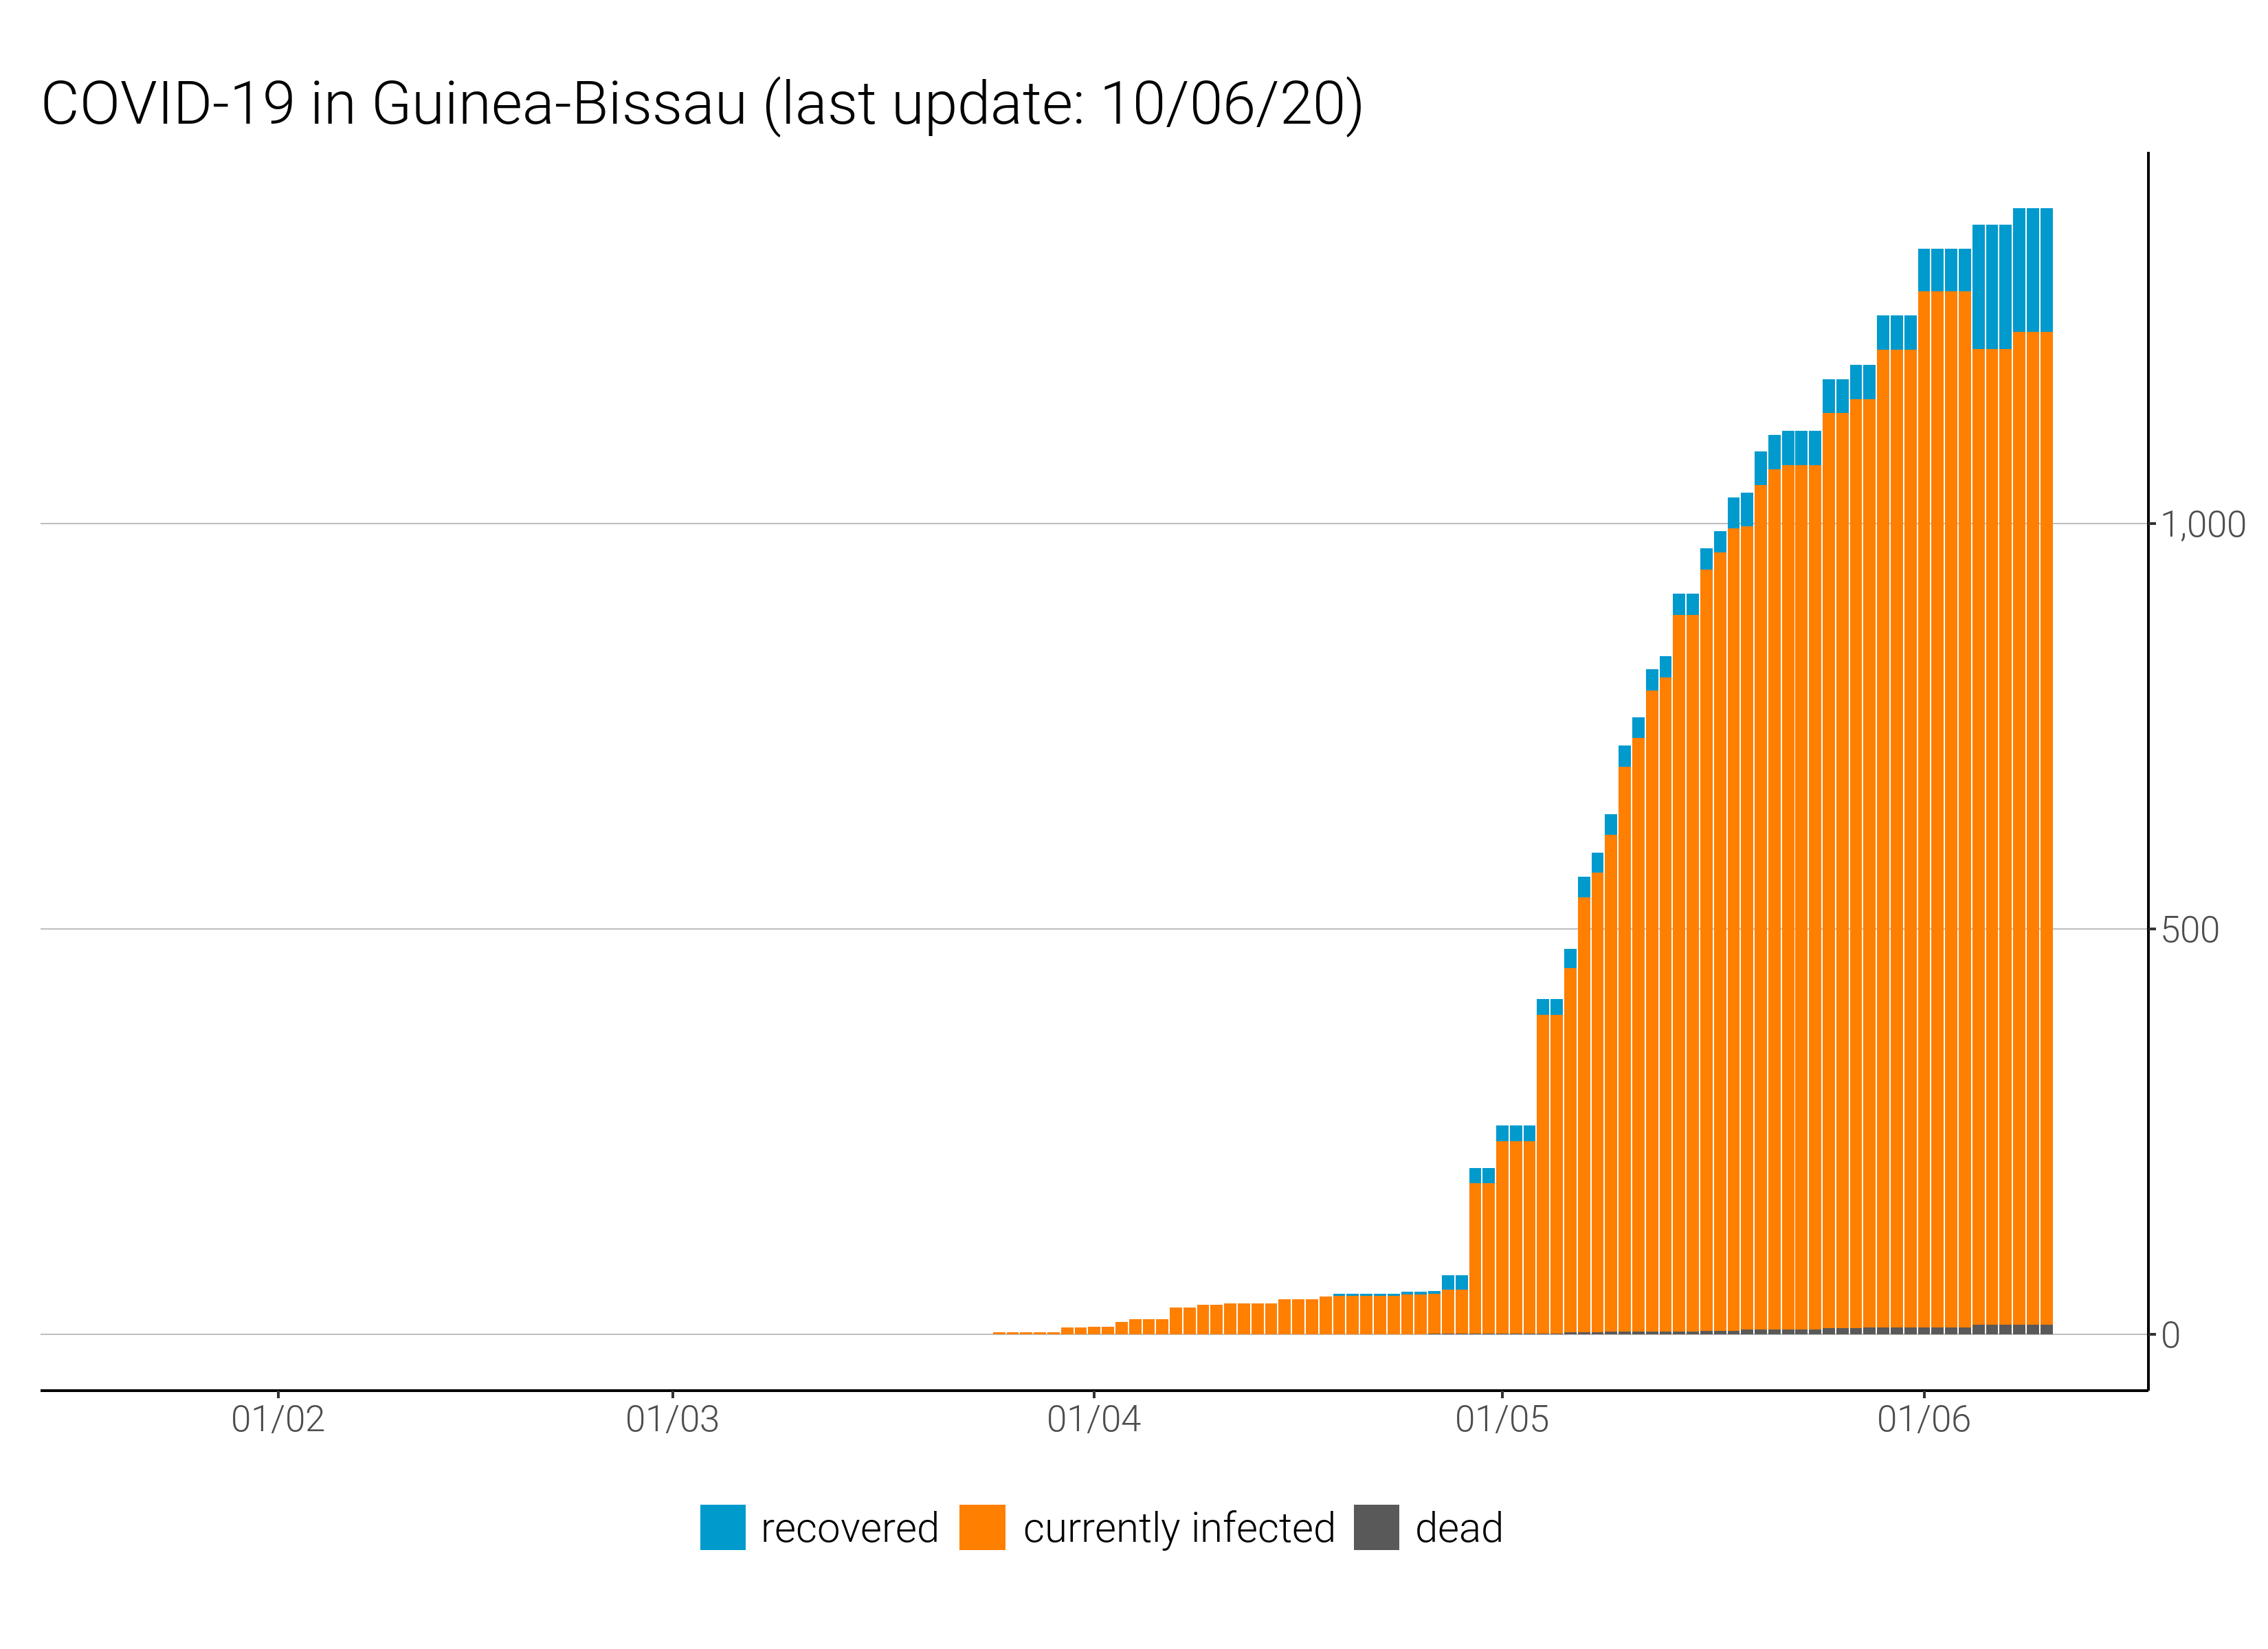 COVID-19 in Guinea-Bissau (last update: 10/06/20)
1,000
500
0
01/02 01/03 01/04 01/05 01/06
recovered currently infected dead